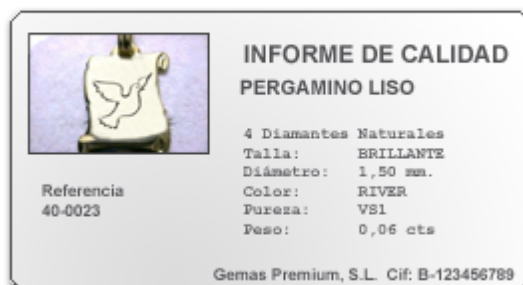 INFORME DE CALIDAD
PERGAMINO LISO
4 Diamantes Naturales
Talla: BRILLANTE
Diámetro: 1,50 mm.
Color: RIVER
Pureza: VS1
Peso: 0,06 cts
Referencia
40-0023
Gemas Premium, S.L. Cif: B-123456789